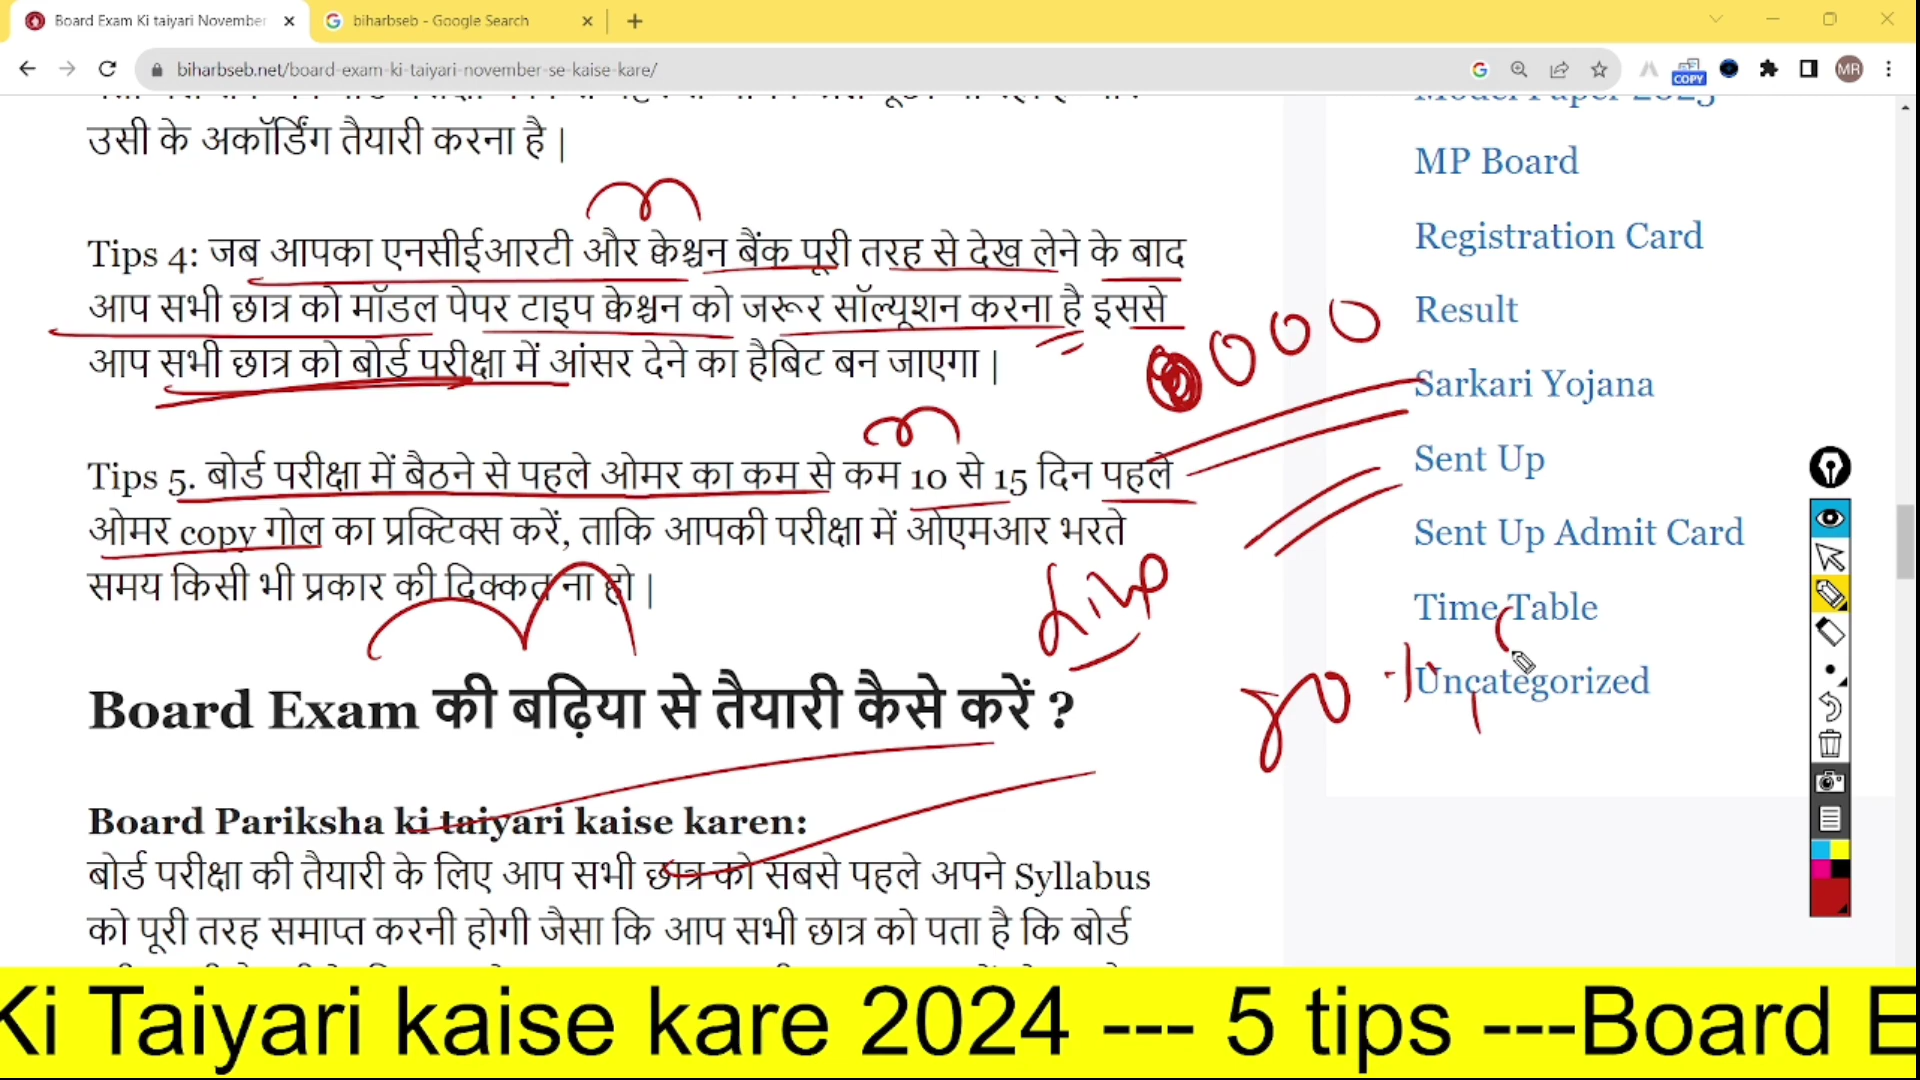 Board Exam Ki taiyari November
biharbseb - Google Search
biharbseb.net/board-exam-ki-taiyari-november-se-kaise-kare/
COPY
MR
उसी के अकॉर्डिंग तैयारी करना है |
Tips 4: जब आपका एनसीईआरटी और क्वेश्चन बैंक पूरी तरह से देख लेने के बाद
आप सभी छात्र को मॉडल पेपर टाइप क्वेश्चन को जरूर सॉल्यूशन करना है इससे
आप सभी छात्र को बोर्ड परीक्षा में आंसर देने का हैबिट बन जाएगा |
Tips 5. बोर्ड परीक्षा में बैठने से पहले ओमर का कम से कम 10 से 15 दिन पहले
ओमर copy गोल का प्रक्टिक्स करें, ताकि आपकी परीक्षा में ओएमआर भरते
समय किसी भी प्रकार की दिक्कत ना हो |
Board Exam की बढ़िया से तैयारी कैसे करें ?
Board Pariksha ki taiyari kaise karen:
बोर्ड परीक्षा की तैयारी के लिए आप सभी छात्र को सबसे पहले अपने Syllabus
को पूरी तरह समाप्त करनी होगी जैसा कि आप सभी छात्र को पता है कि बोर्ड
Model Paper 2023
MP Board
Registration Card
Result
Sarkari Yojana
Sent Up
Sent Up Admit Card
Time Table
Uncategorized
Ki Taiyari kaise kare 2024 --- 5 tips ---Board E